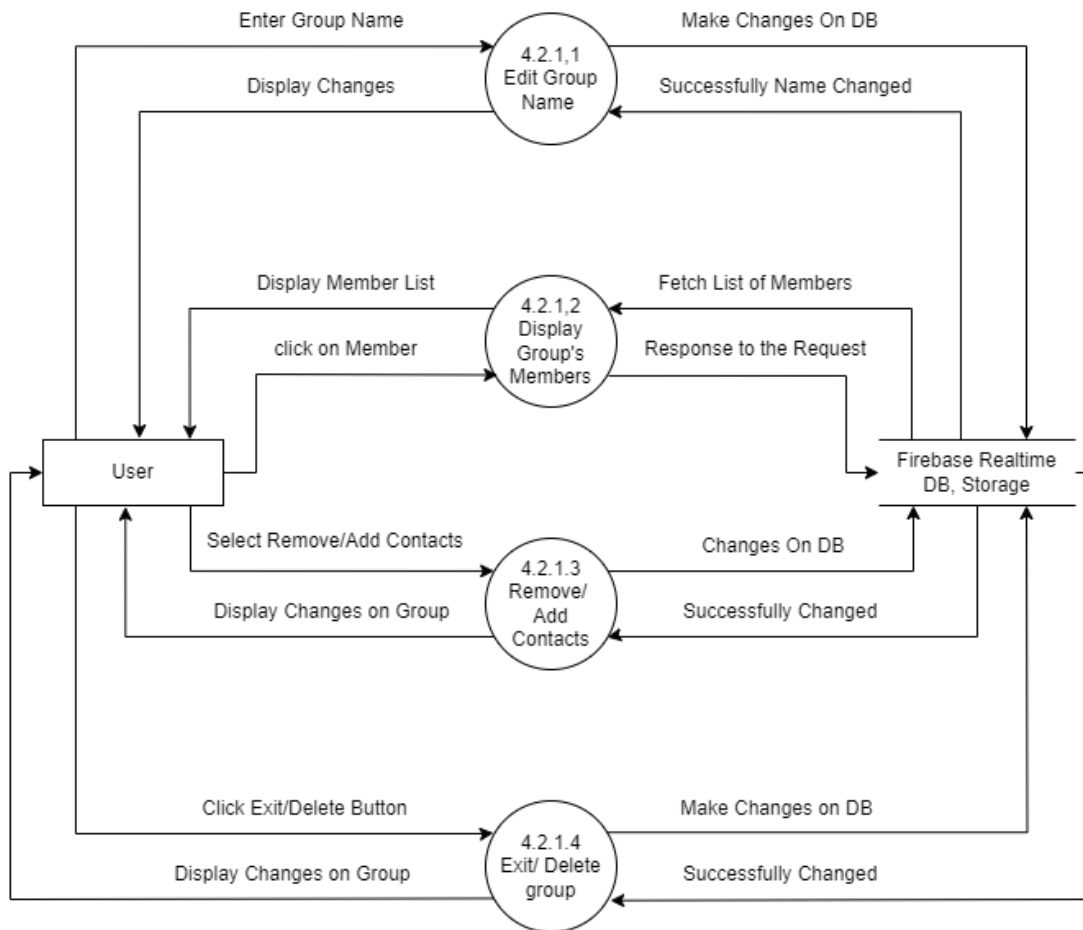 Enter Group Name
Make Changes On DB
4.2.1,1
Edit Group
Name
Display Changes
Successfully Name Changed
Display Member List
Fetch List of Members
4.2.1,2
Display
Group's
Members
click on Member
Response to the Request
User
Firebase Realtime
DB, Storage
Select Remove/Add Contacts
Changes On DB
4.2.1.3
Remove/
Add
Contacts
Display Changes on Group
Successfully Changed
Click Exit/Delete Button
Make Changes on DB
4.2.1.4
Exit/ Delete
group
Display Changes on Group
Successfully Changed